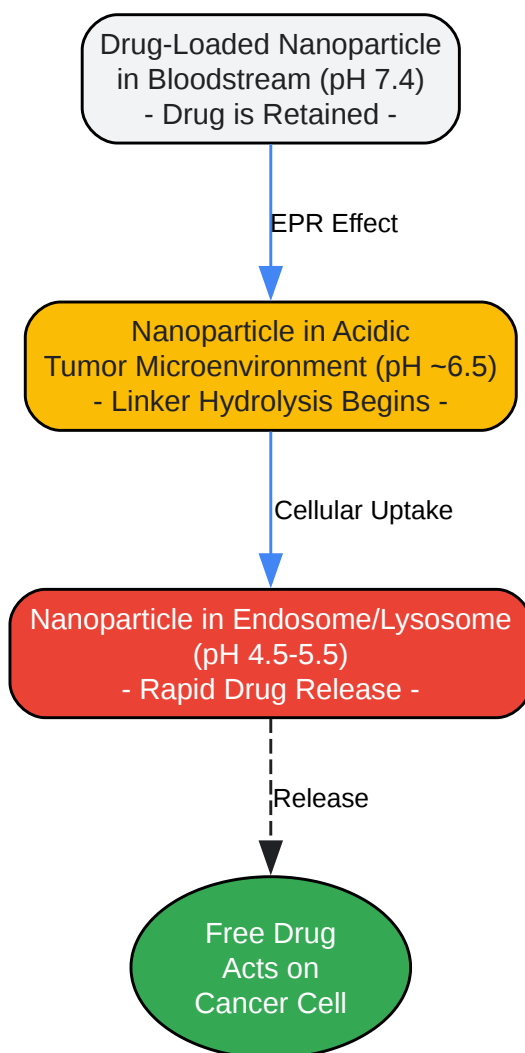 Drug-Loaded Nanoparticle
in Bloodstream (pH 7.4)
- Drug is Retained -
EPR Effect
Nanoparticle in Acidic
Tumor Microenvironment (pH ~6.5)
- Linker Hydrolysis Begins -
Cellular Uptake
Nanoparticle in Endosome/Lysosome
(pH 4.5-5.5)
- Rapid Drug Release -
Release
Free Drug
Acts on
Cancer Cell